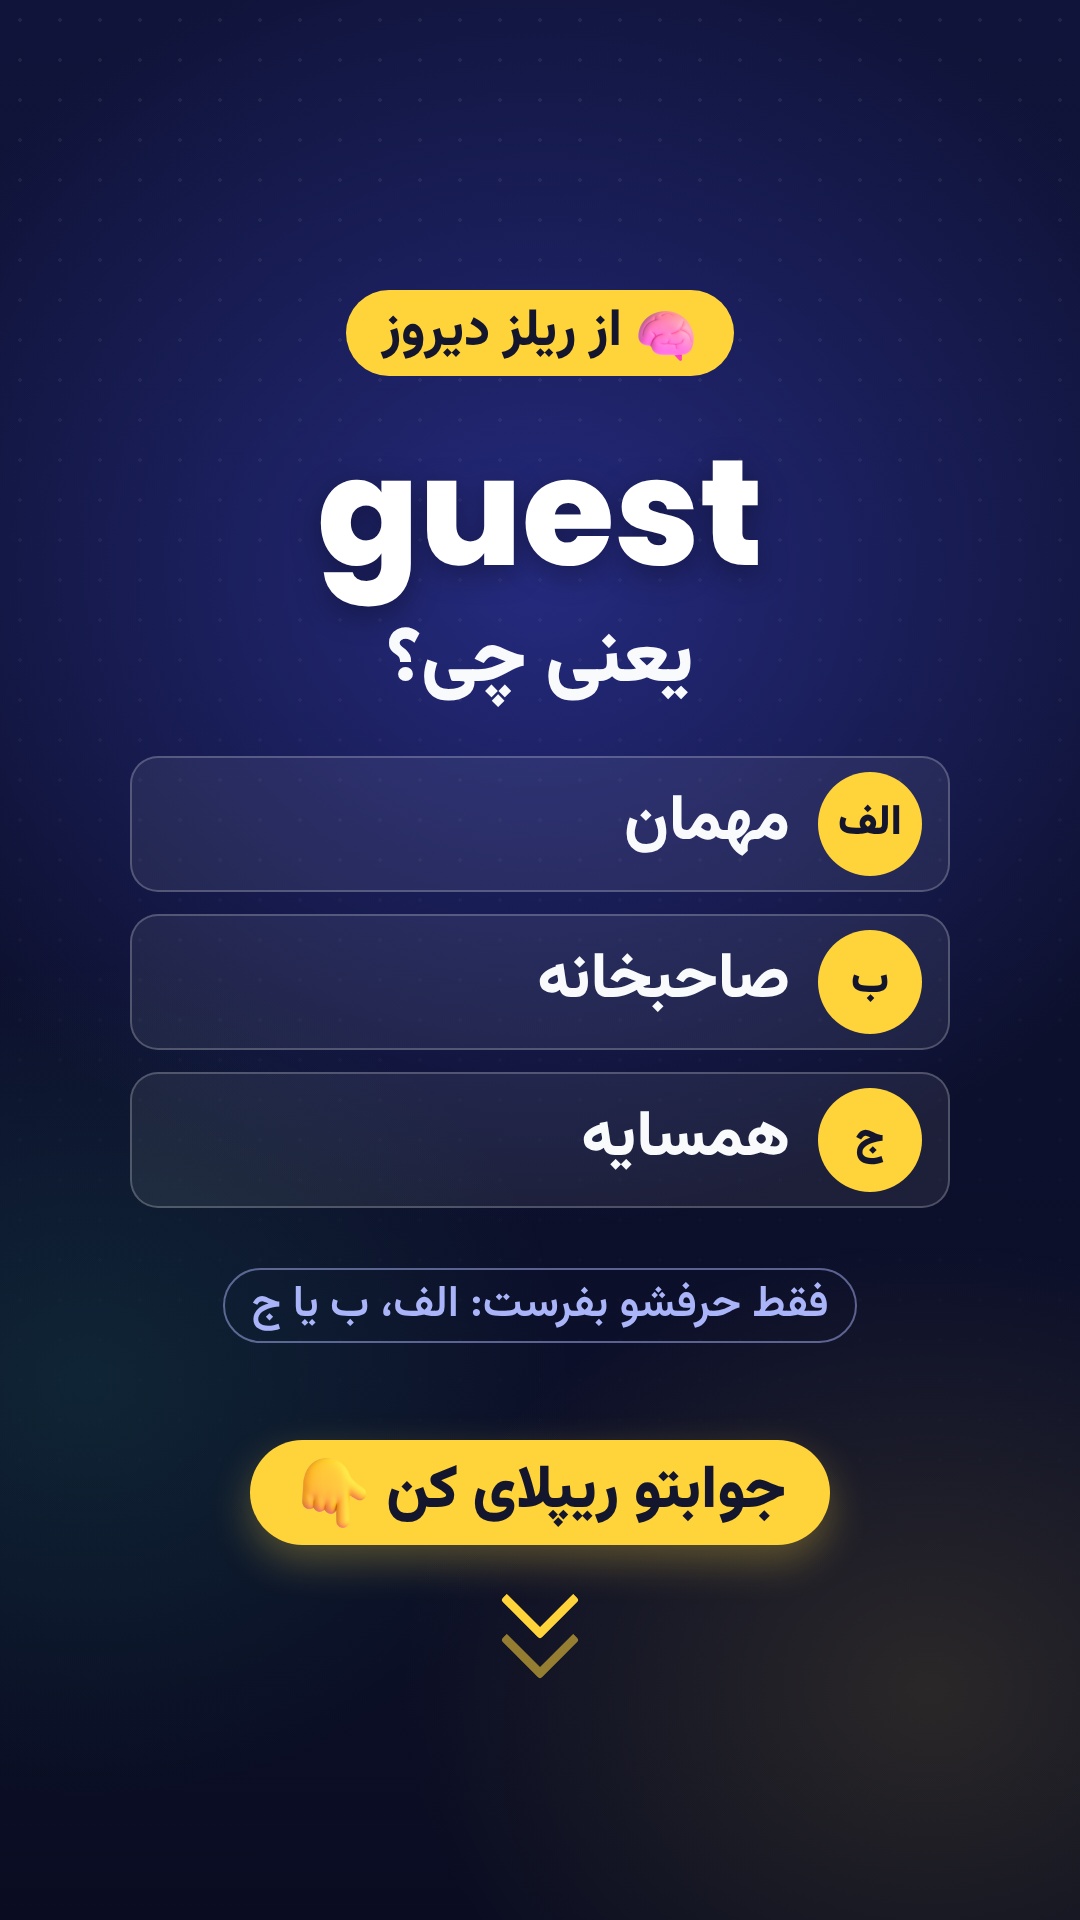 🧠 از ریلز دیروز
guest
یعنی چی؟
الف مهمان
ب صاحبخانه
ج همسایه
فقط حرفشو بفرست: الف، ب یا ج
جوابتو ریپلای کن 👇